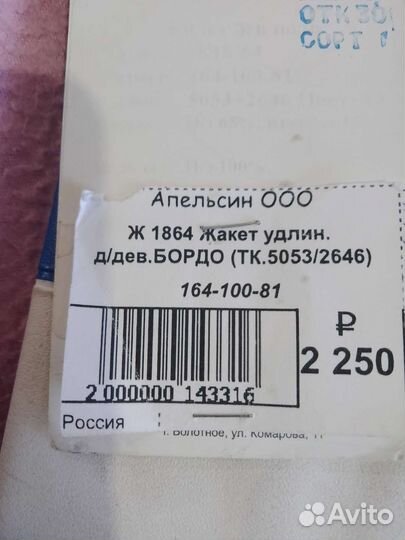 ОТК
СОРТ 1
Апельсин ООО
Ж 1864 Жакет удлин.
д/дев.БОРДО (ТК.5053/2646)
164-100-81
₽
2 250
2 000000 143316
Россия
г. Болотное, ул. Комарова,
Avito